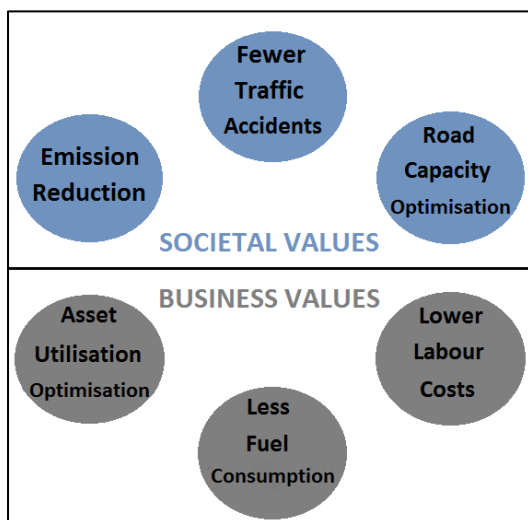 Fewer
Traffic
Accidents
Emission
Reduction
Road
Capacity
Optimisation
SOCIETAL VALUES
BUSINESS VALUES
Asset
Utilisation
Optimisation
Lower
Labour
Costs
Less
Fuel
Consumption